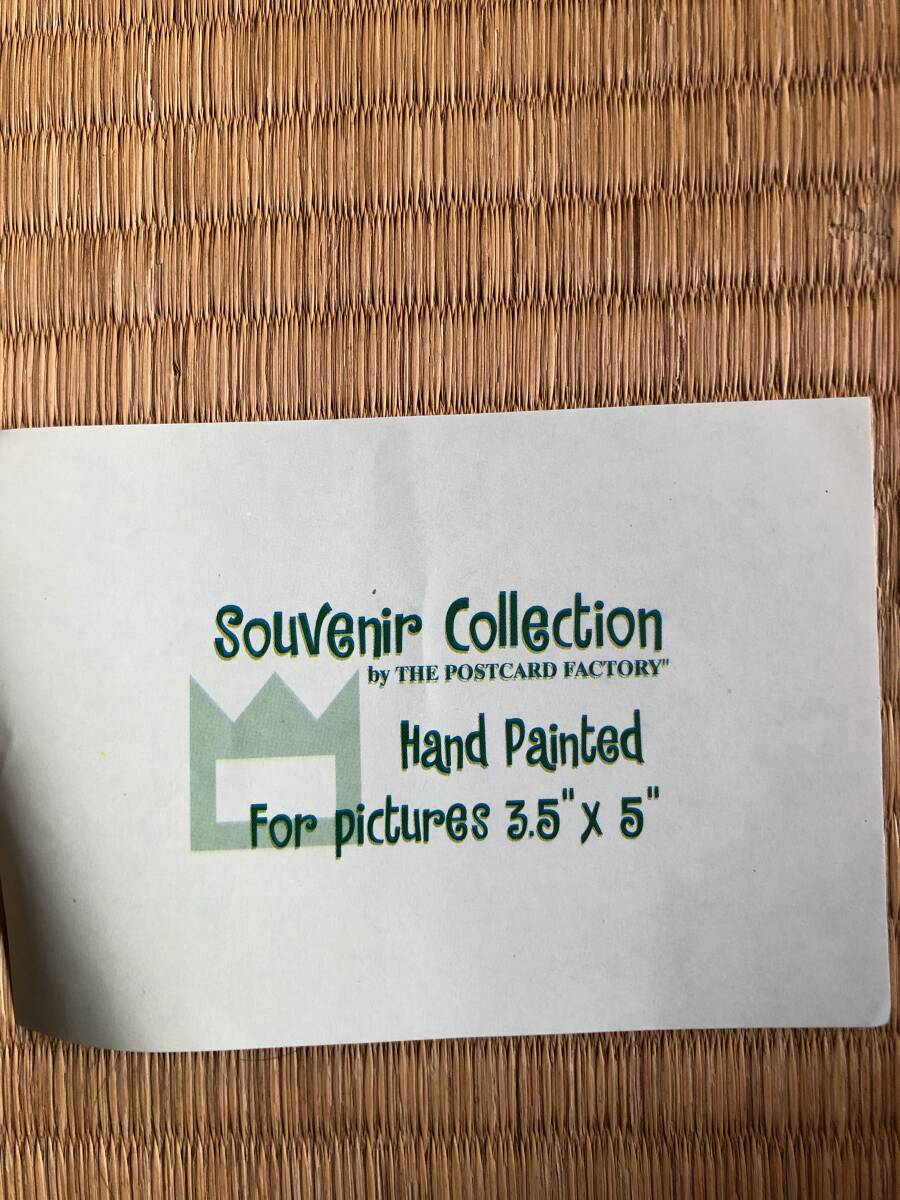 Souvenir Collection
by THE POSTCARD FACTORY"
Hand Painted
For pictures 3.5" x 5"